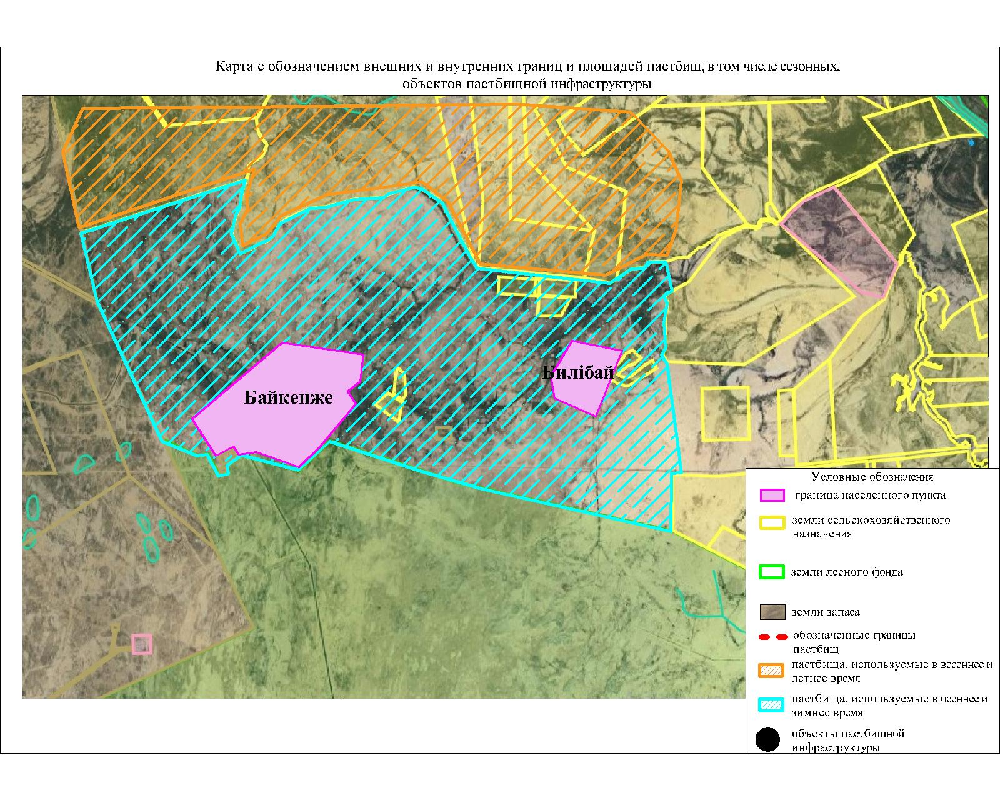 Карта с обозначением внешних и внутренних границ и площадей пастбищ, в том числе сезонных,
объектов пастбищной инфраструктуры
Билібай
Байкенже
Условные обозначения
граница населенного пункта
земли сельскохозяйственного
назначения
земли лесного фонда
земли запаса
обозначенные границы
пастбищ
пастбища, используемые в весеннее и
летнее время
пастбища, используемые в осеннее и
зимнее время
объекты пастбищной
инфраструктуры